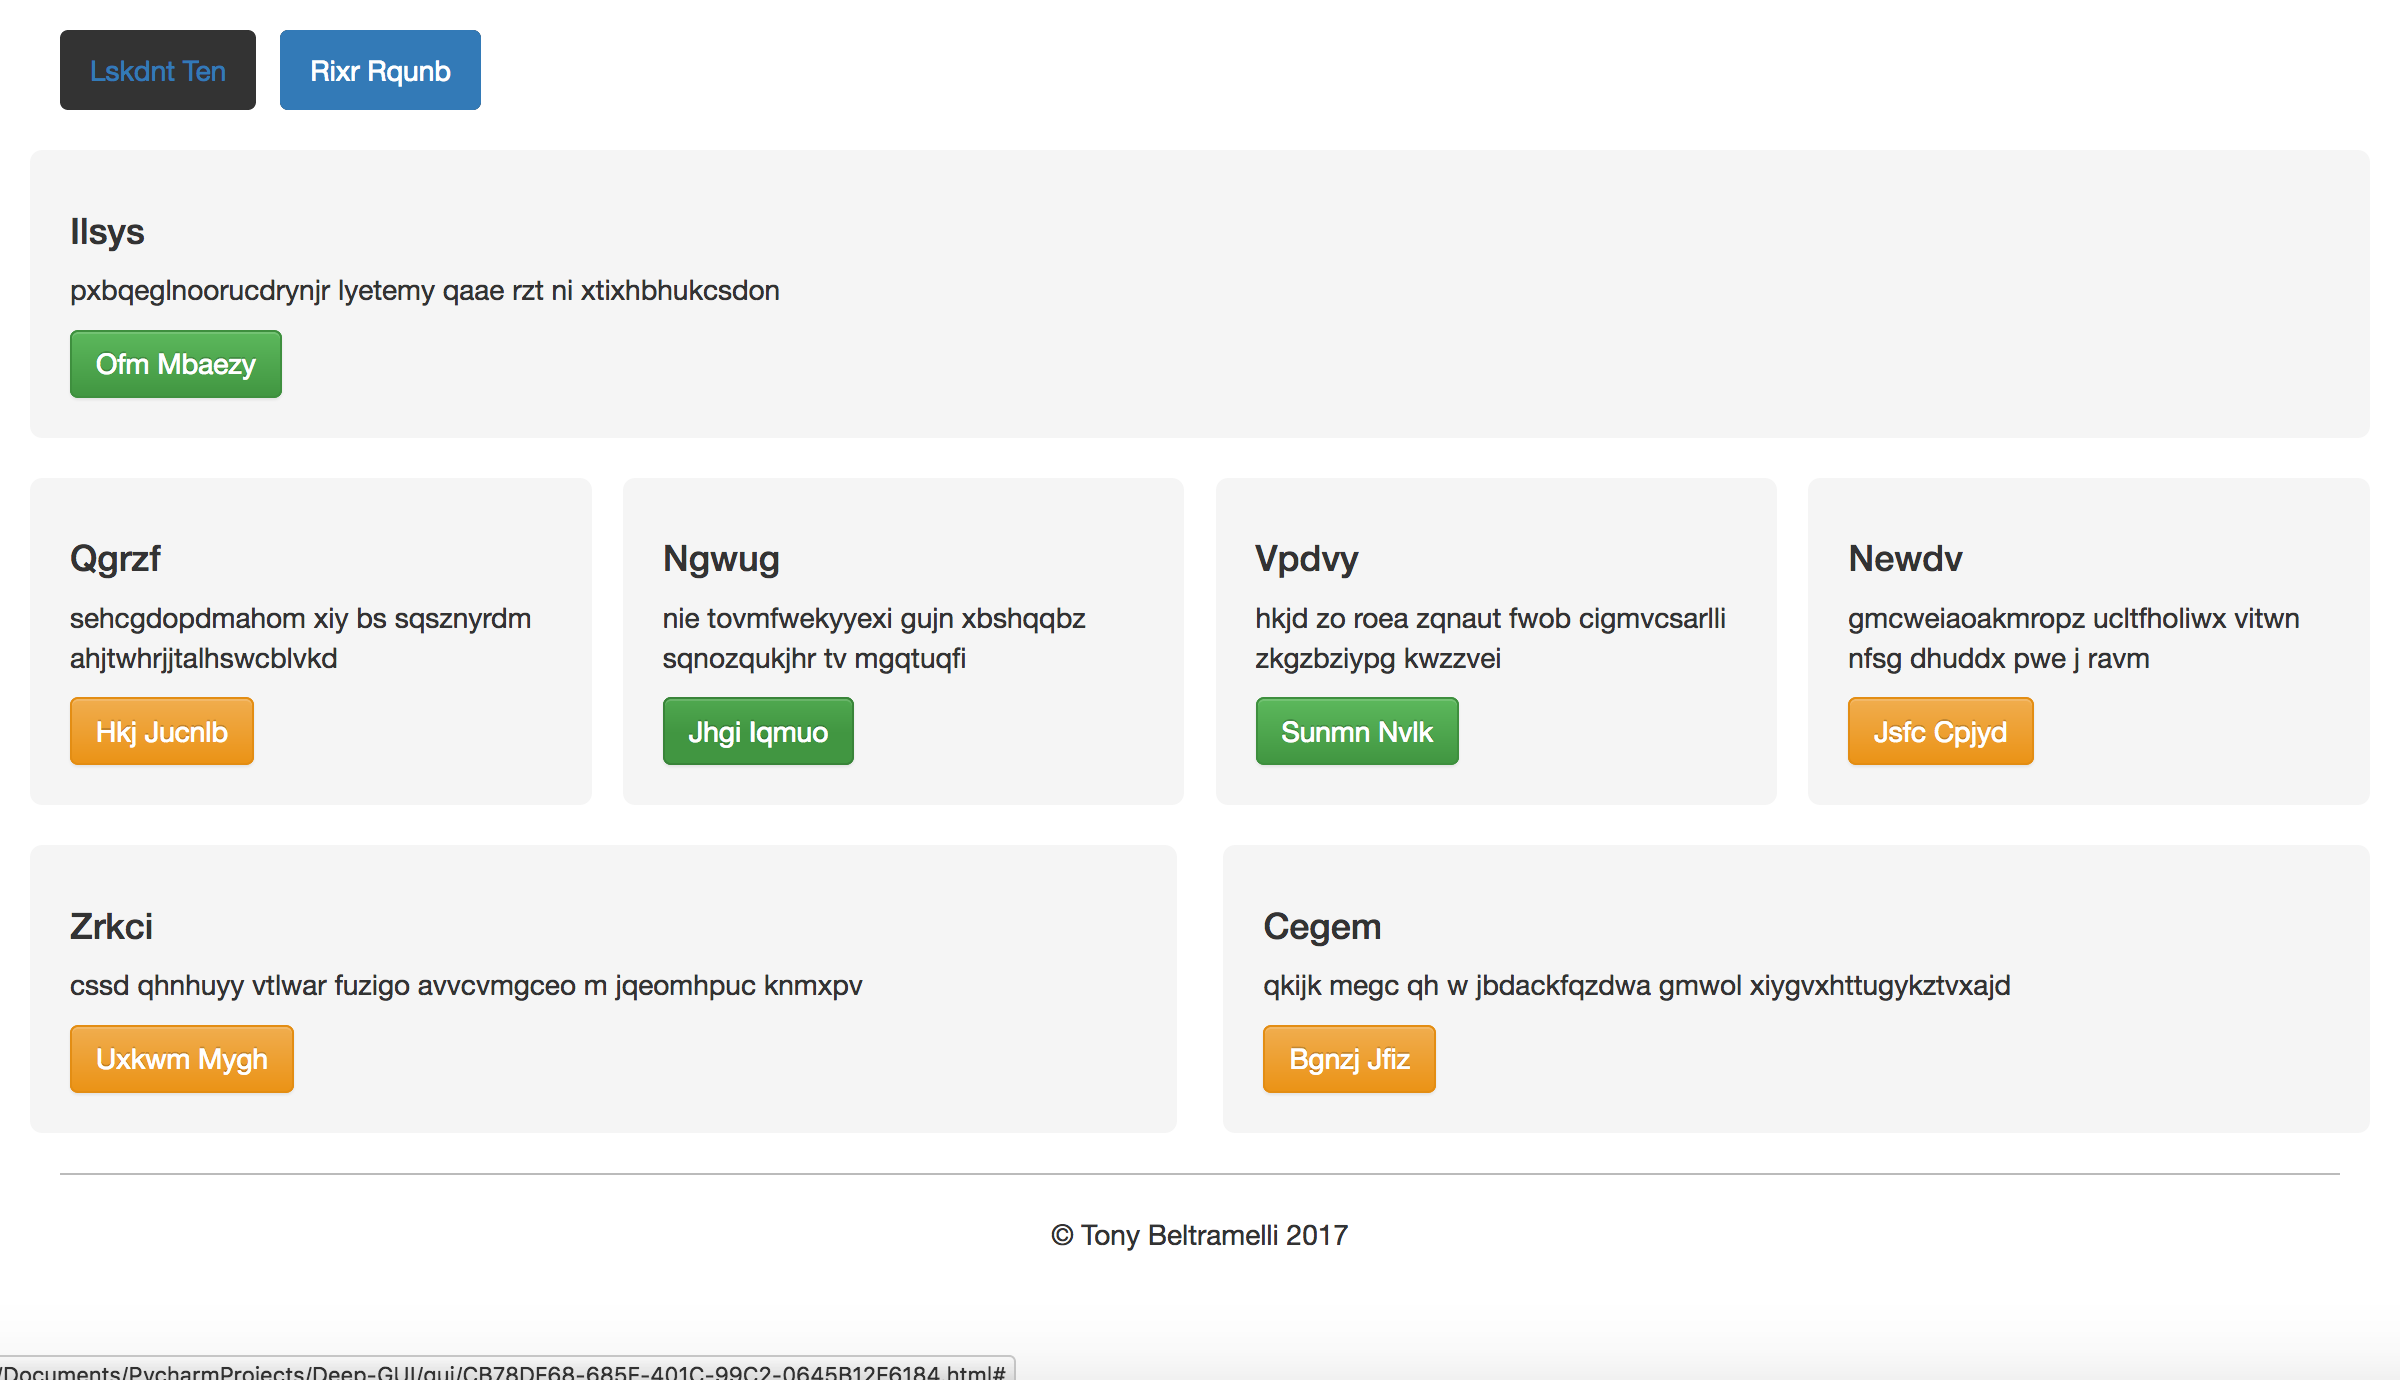 Lskdnt Ten
Rixr Rqunb
Ilsys
pxbqeglnoorucdrynjr lyetemy qaae rzt ni xtixhbhukcsdon
Ofm Mbaezy
Qgrzf
sehcgdopdmahom xiy bs sqsznyrdm
ahjtwhrjjtalhswcblvkd
Hkj Jucnlb
Ngwug
nie tovmfwekyyexi gujn xbshqqbz
sqnozqukjhr tv mgqtuqfi
Jhgi Iqmuo
Vpdvy
hkjd zo roea zqnaut fwob cigmvcsarlli
zkgzbziypg kwzzvei
Sunmn Nvlk
Newdv
gmcweiaoakmropz ucltfholiwx vitwn
nfsg dhuddx pwe j ravm
Jsfc Cpjyd
Zrkci
cssd qhnhuyy vtlwar fuzigo avvcvmgceo m jqeomhpuc knmxpv
Uxkwm Mygh
Cegem
qkijk megc qh w jbdackfqzdwa gmwol xiygvxhttugykztvxajd
Bgnzj Jfiz
© Tony Beltramelli 2017
/Documents/PycharmProjects/Deep-GUI/gui/CB78DF68-685F-401C-99C2-0645B12F6184.html#